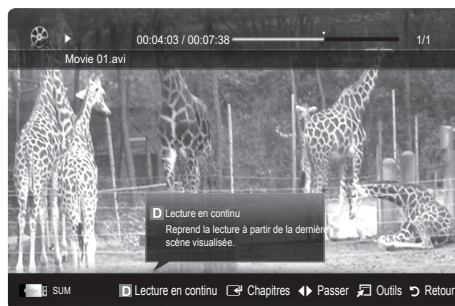 00:04:03 / 00:07:38 1/1
Movie 01.avi
D Lecture en continu
Reprend la lecture à partir de la dernière
scène visualisée.
SUM D Lecture en continu Chapitres Passer Outils Retour